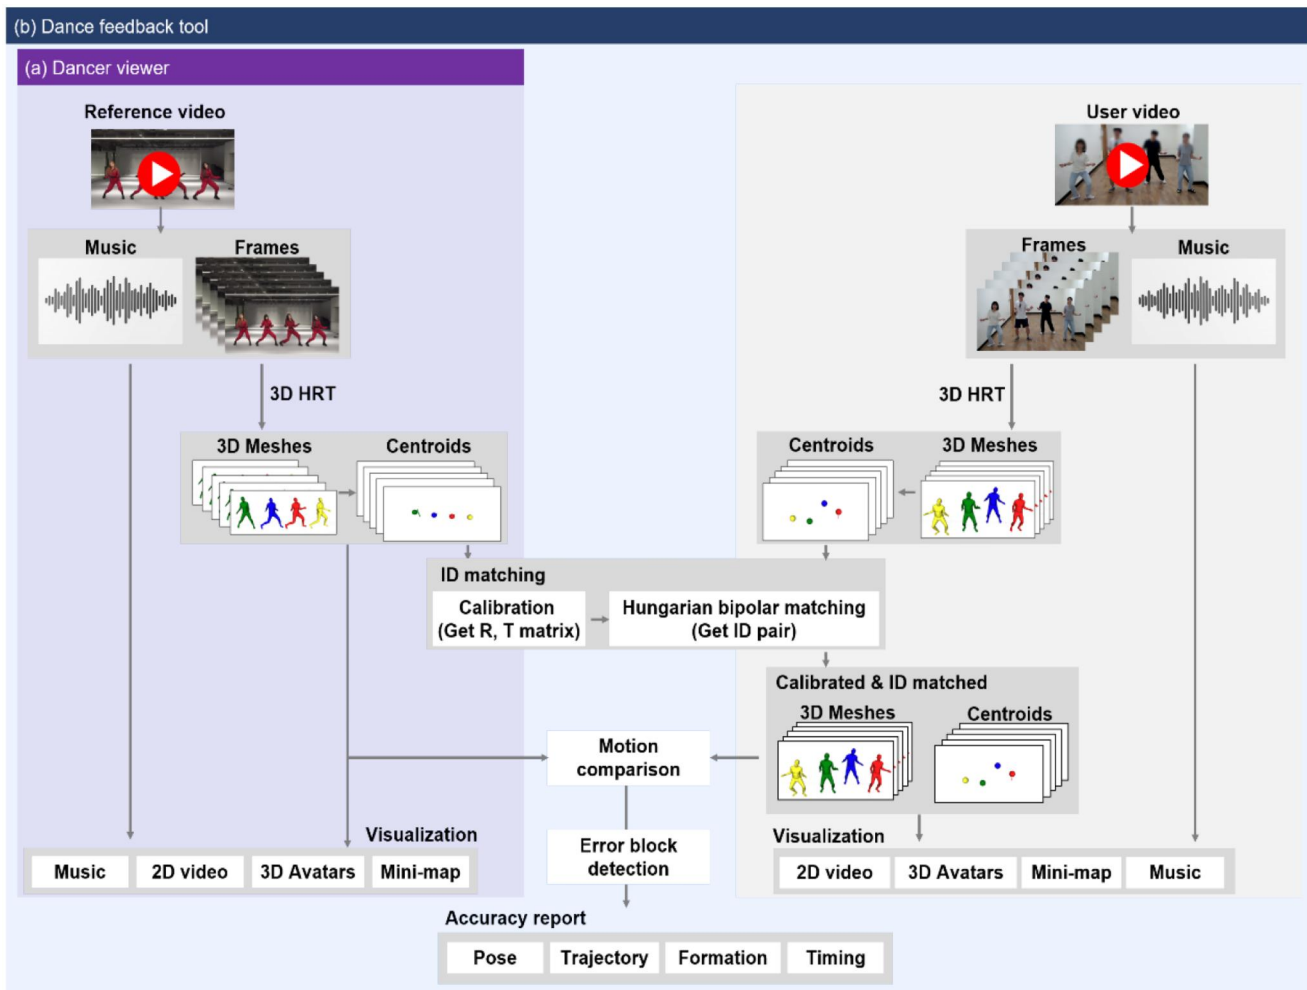 (b) Dance feedback tool
(a) Dancer viewer
Reference video
Music
Frames
3D HRT
3D Meshes
Centroids
User video
Frames
Music
3D HRT
Centroids
3D Meshes
ID matching
Calibration
(Get R, T matrix)
Hungarian bipolar matching
(Get ID pair)
Calibrated & ID matched
3D Meshes
Centroids
Motion
comparison
Error block
detection
Visualization
Music
2D video
3D Avatars
Mini-map
Visualization
2D video
3D Avatars
Mini-map
Music
Accuracy report
Pose
Trajectory
Formation
Timing